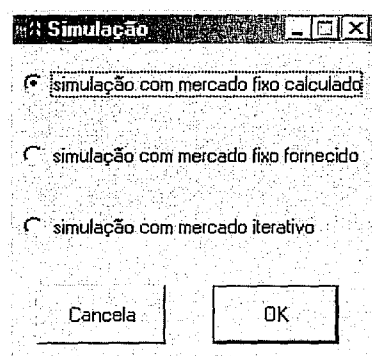 Simulação
simulação com mercado fixo calculado
simulação com mercado fixo fornecido
simulação com mercado iterativo
Cancela OK